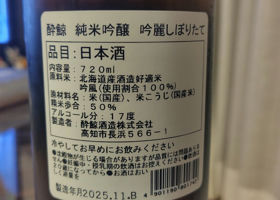 酔鯨 純米吟醸 吟麗しぼりたて
品目：日本酒
内容量：720ml
原料米：北海道産酒造好適米
吟風(使用割合100%)
原材料：米(国産)、米こうじ(国産米)
精米歩合：50%
アルコール分：17度
製造者：酔鯨酒造株式会社
高知市長浜566-1
冷やしてお早めにお飲みください
製造年月2025.11.B